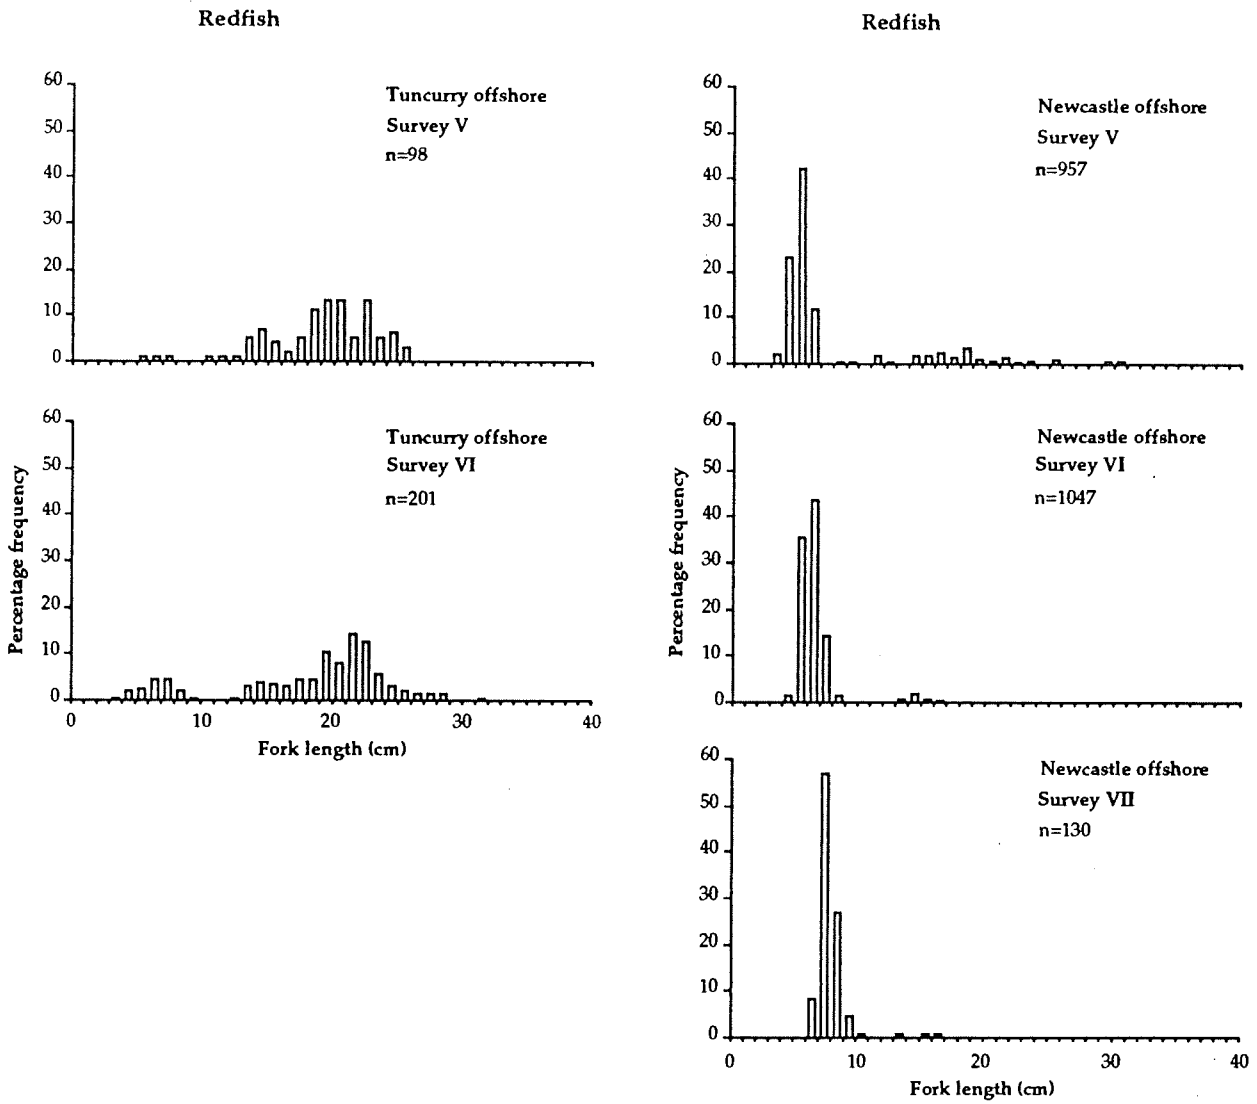 Redfish
60
50
40
30
20
10
0
Tuncurry offshore
Survey V
n=98
60
50
40
30
20
10
0
Tuncurry offshore
Survey VI
n=201
Percentage frequency
0 10 20 30 40
Fork length (cm)
Redfish
60
50
40
30
20
10
0
Newcastle offshore
Survey V
n=957
60
50
40
30
20
10
0
Newcastle offshore
Survey VI
n=1047
Percentage frequency
60
50
40
30
20
10
0
Newcastle offshore
Survey VII
n=130
0 10 20 30 40
Fork length (cm)